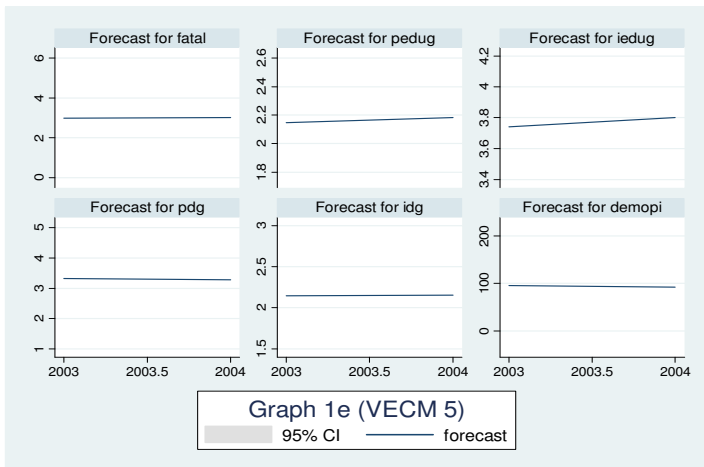 Forecast for fatal
6
4
2
0
Forecast for pedug
2.6
2.4
2.2
2
1.8
Forecast for iedug
4.2
4
3.8
3.6
3.4
Forecast for pdg
5
4
3
2
1
2003 2003.5 2004
Forecast for idg
3
2.5
2
1.5
2003 2003.5 2004
Forecast for demopi
200
100
0
2003 2003.5 2004
Graph 1e (VECM 5)
95% CI forecast